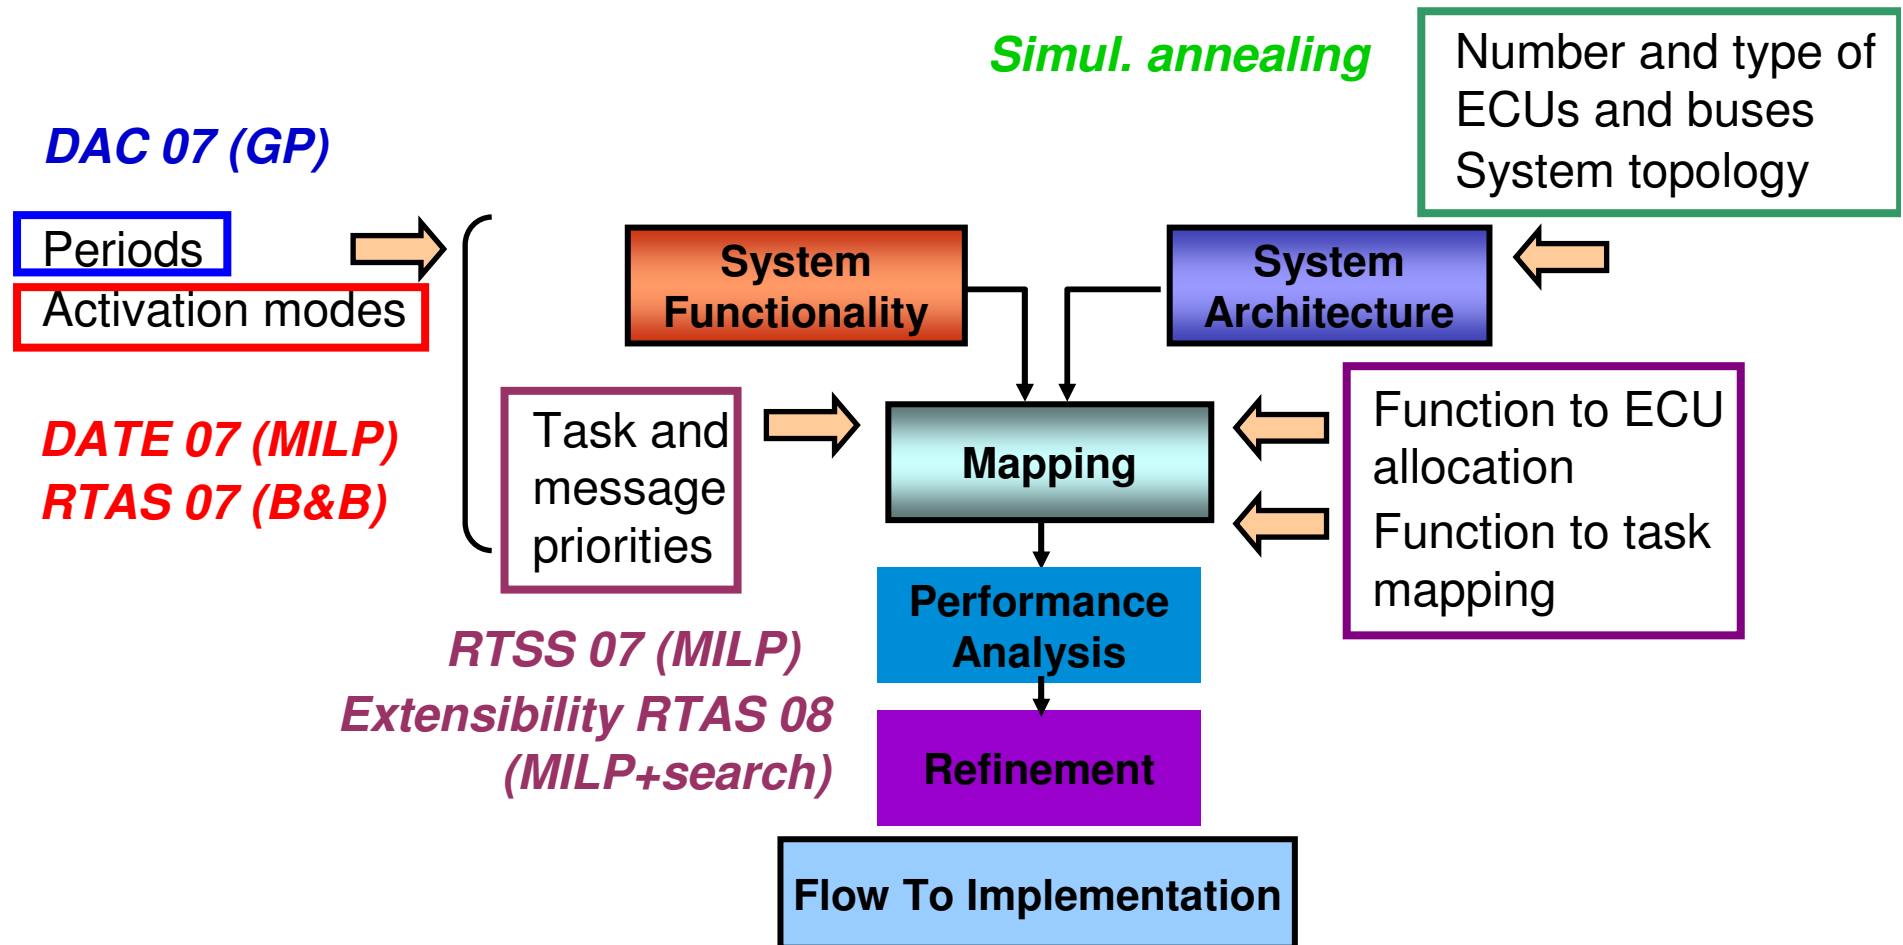 Simul. annealing
Number and type of
ECUs and buses
System topology
DAC 07 (GP)
Periods
Activation modes
System
Functionality
System
Architecture
DATE 07 (MILP)
RTAS 07 (B&B)
Task and
message
priorities
Mapping
Function to ECU
allocation
Function to task
mapping
Performance
Analysis
RTSS 07 (MILP)
Extensibility RTAS 08
(MILP+search)
Refinement
Flow To Implementation